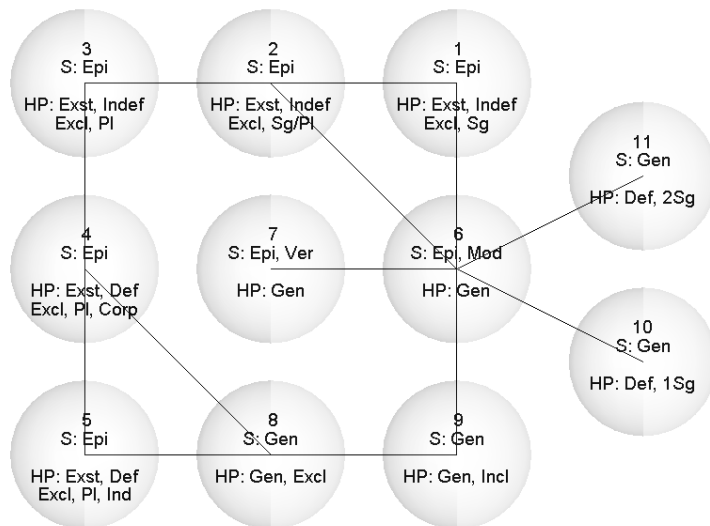 3
S: Epi
HP: Exst, Indef
Excl, Pl
2
S: Epi
HP: Exst, Indef
Excl, Sg/Pl
1
S: Epi
HP: Exst, Indef
Excl, Sg
11
S: Gen
HP: Def, 2Sg
4
S: Epi
HP: Exst, Def
Excl, Pl, Corp
7
S: Epi, Ver
HP: Gen
6
S: Epi, Mod
HP: Gen
10
S: Gen
HP: Def, 1Sg
5
S: Epi
HP: Exst, Def
Excl, Pl, Ind
8
S: Gen
HP: Gen, Excl
9
S: Gen
HP: Gen, Incl